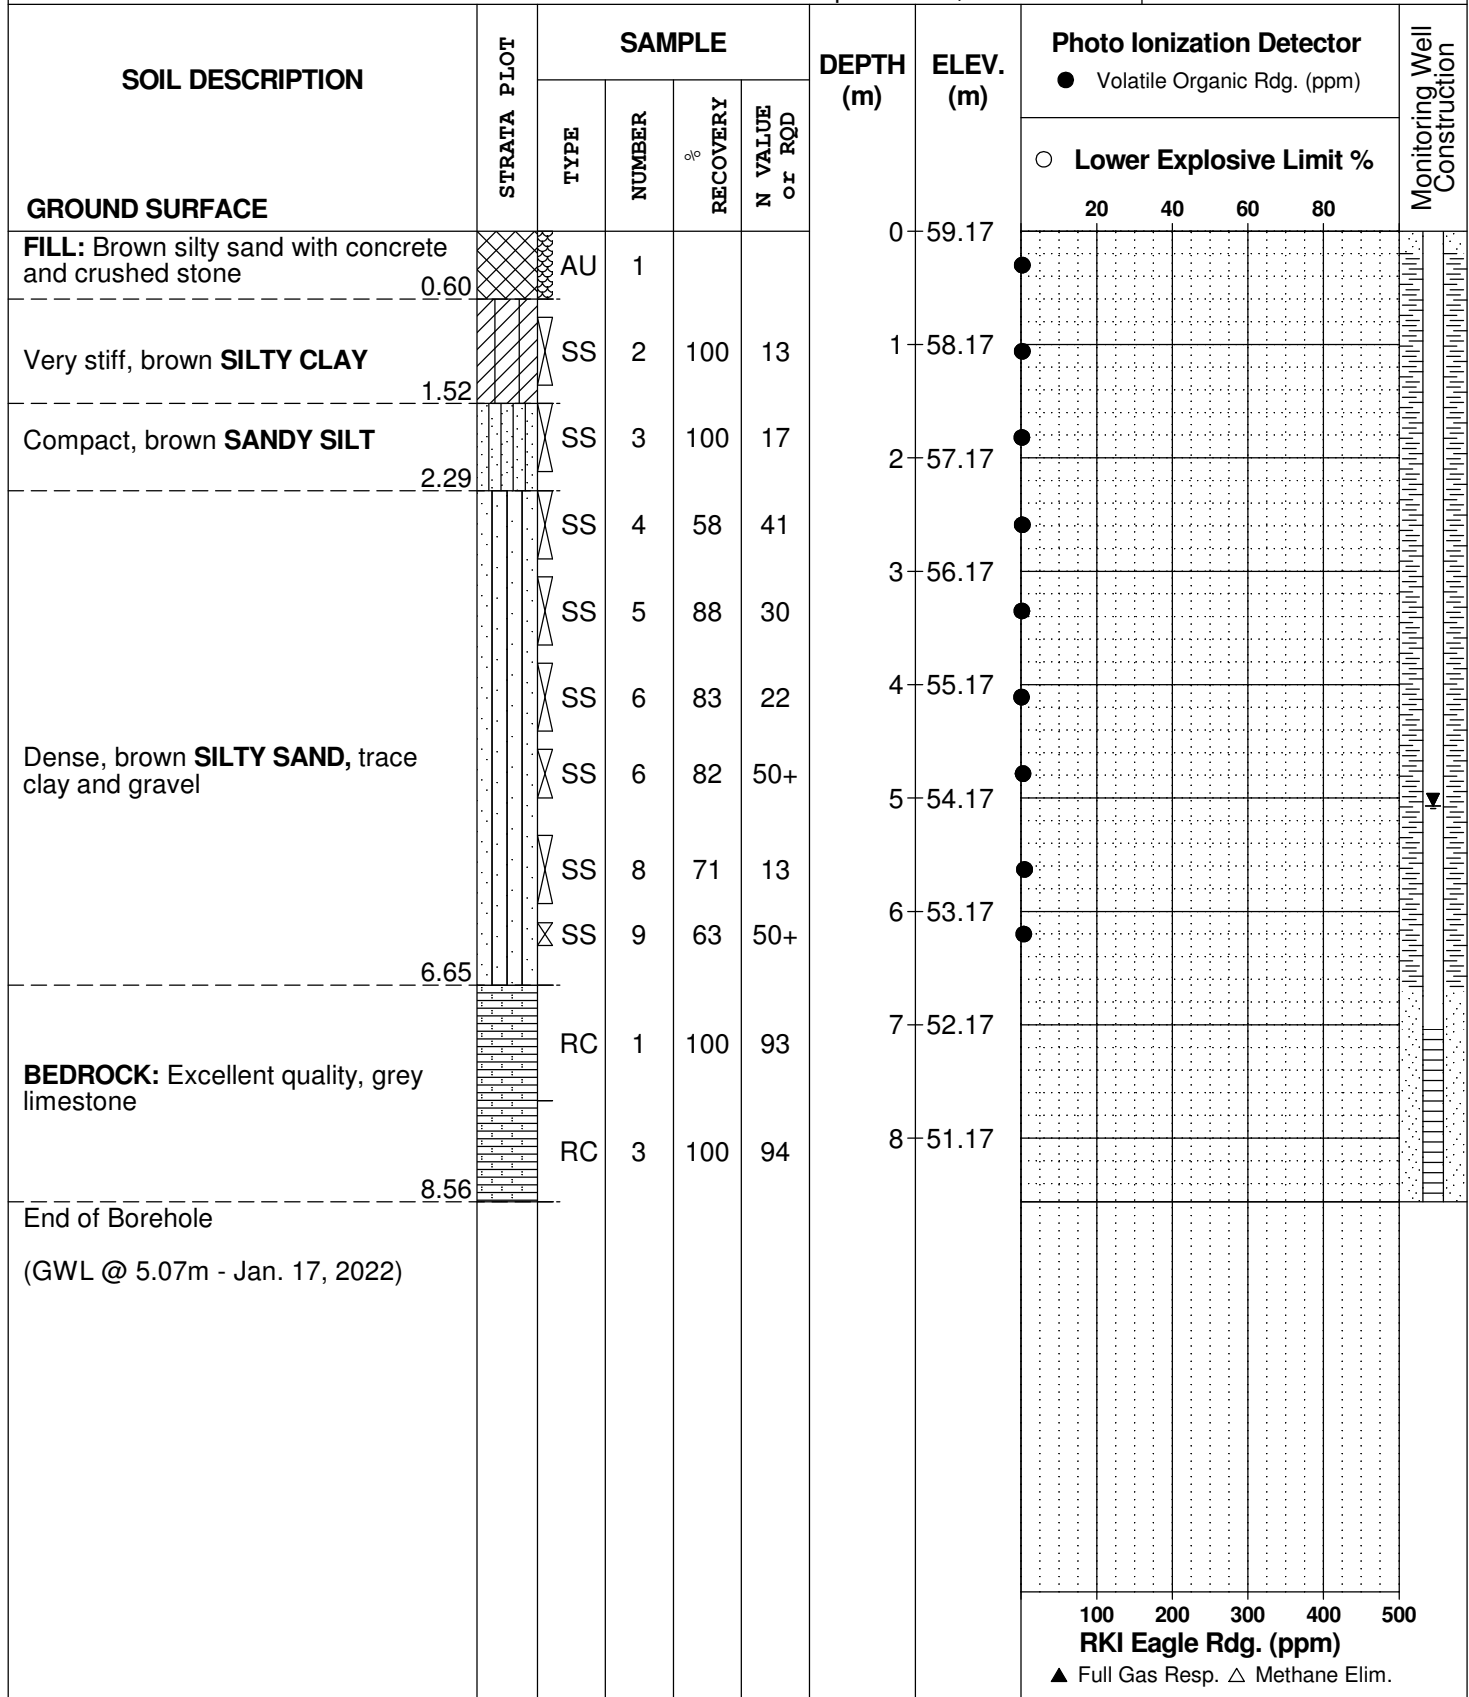 SOIL DESCRIPTION
GROUND SURFACE
STRATA PLOT
SAMPLE
TYPE
NUMBER
%
RECOVERY
N VALUE
or RQD
DEPTH
(m)
ELEV.
(m)
Photo Ionization Detector
● Volatile Organic Rdg. (ppm)
○ Lower Explosive Limit %
20 40 60 80
Monitoring Well
Construction
0 59.17
FILL: Brown silty sand with concrete
and crushed stone
0.60
AU 1
Very stiff, brown SILTY CLAY
1.52
SS 2 100 13
1 58.17
Compact, brown SANDY SILT
2.29
SS 3 100 17
2 57.17
SS 4 58 41
3 56.17
SS 5 88 30
4 55.17
SS 6 83 22
Dense, brown SILTY SAND, trace
clay and gravel
SS 6 82 50+
5 54.17
SS 8 71 13
6 53.17
SS 9 63 50+
6.65
7 52.17
RC 1 100 93
BEDROCK: Excellent quality, grey
limestone
8 51.17
RC 3 100 94
8.56
End of Borehole
(GWL @ 5.07m - Jan. 17, 2022)
100 200 300 400 500
RKI Eagle Rdg. (ppm)
▲ Full Gas Resp. △ Methane Elim.